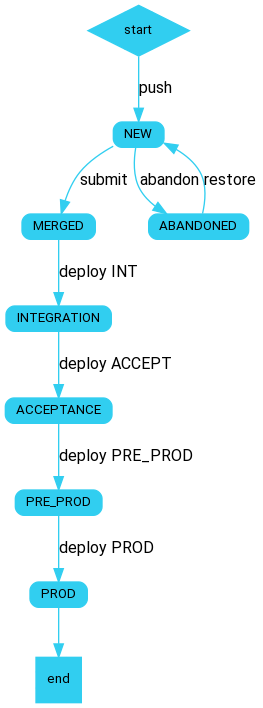 start
push
NEW
submit
abandon
restore
MERGED
ABANDONED
deploy INT
INTEGRATION
deploy ACCEPT
ACCEPTANCE
deploy PRE_PROD
PRE_PROD
deploy PROD
PROD
end